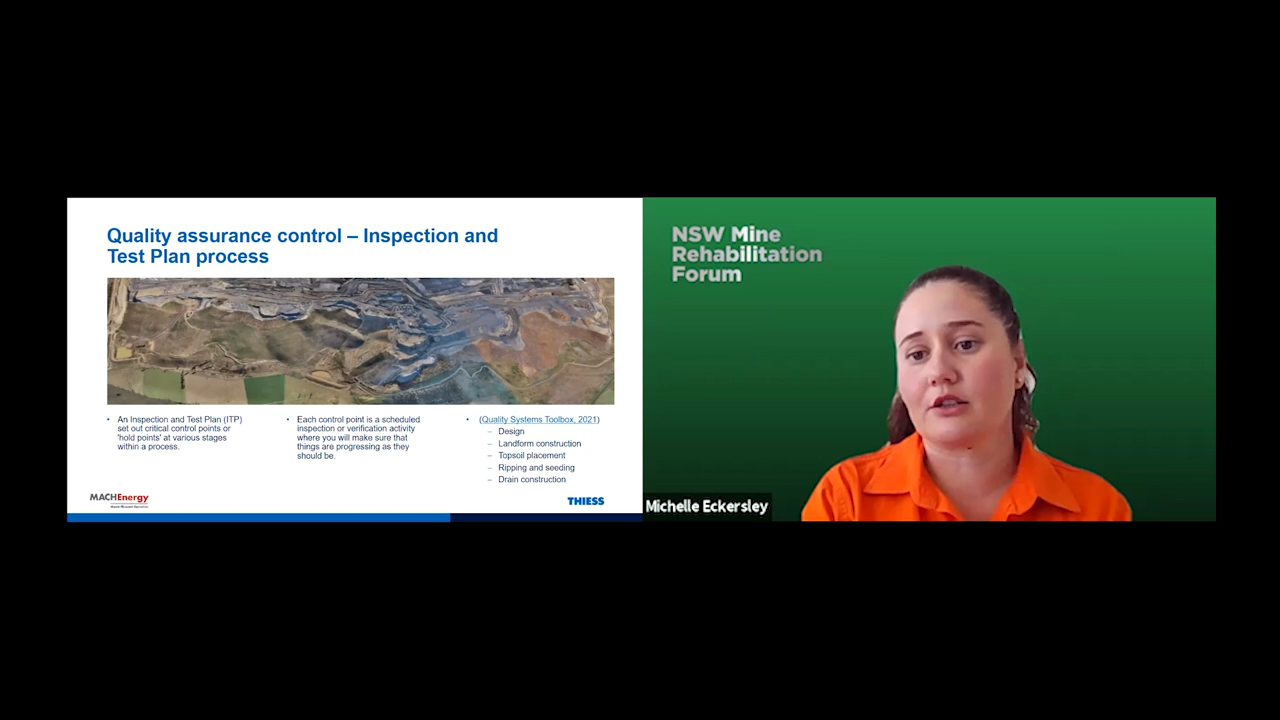 Quality assurance control – Inspection and
Test Plan process
• An Inspection and Test Plan (ITP)
set out critical control points or
'hold points' at various stages
within a process.
• Each control point is a scheduled
inspection or verification activity
where you will make sure that
things are progressing as they
should be.
• (Quality Systems Toolbox, 2021)
– Design
– Landform construction
– Topsoil placement
– Ripping and seeding
– Drain construction
MACHEnergy
THIESS
NSW Mine
Rehabilitation
Forum
Michelle Eckersley